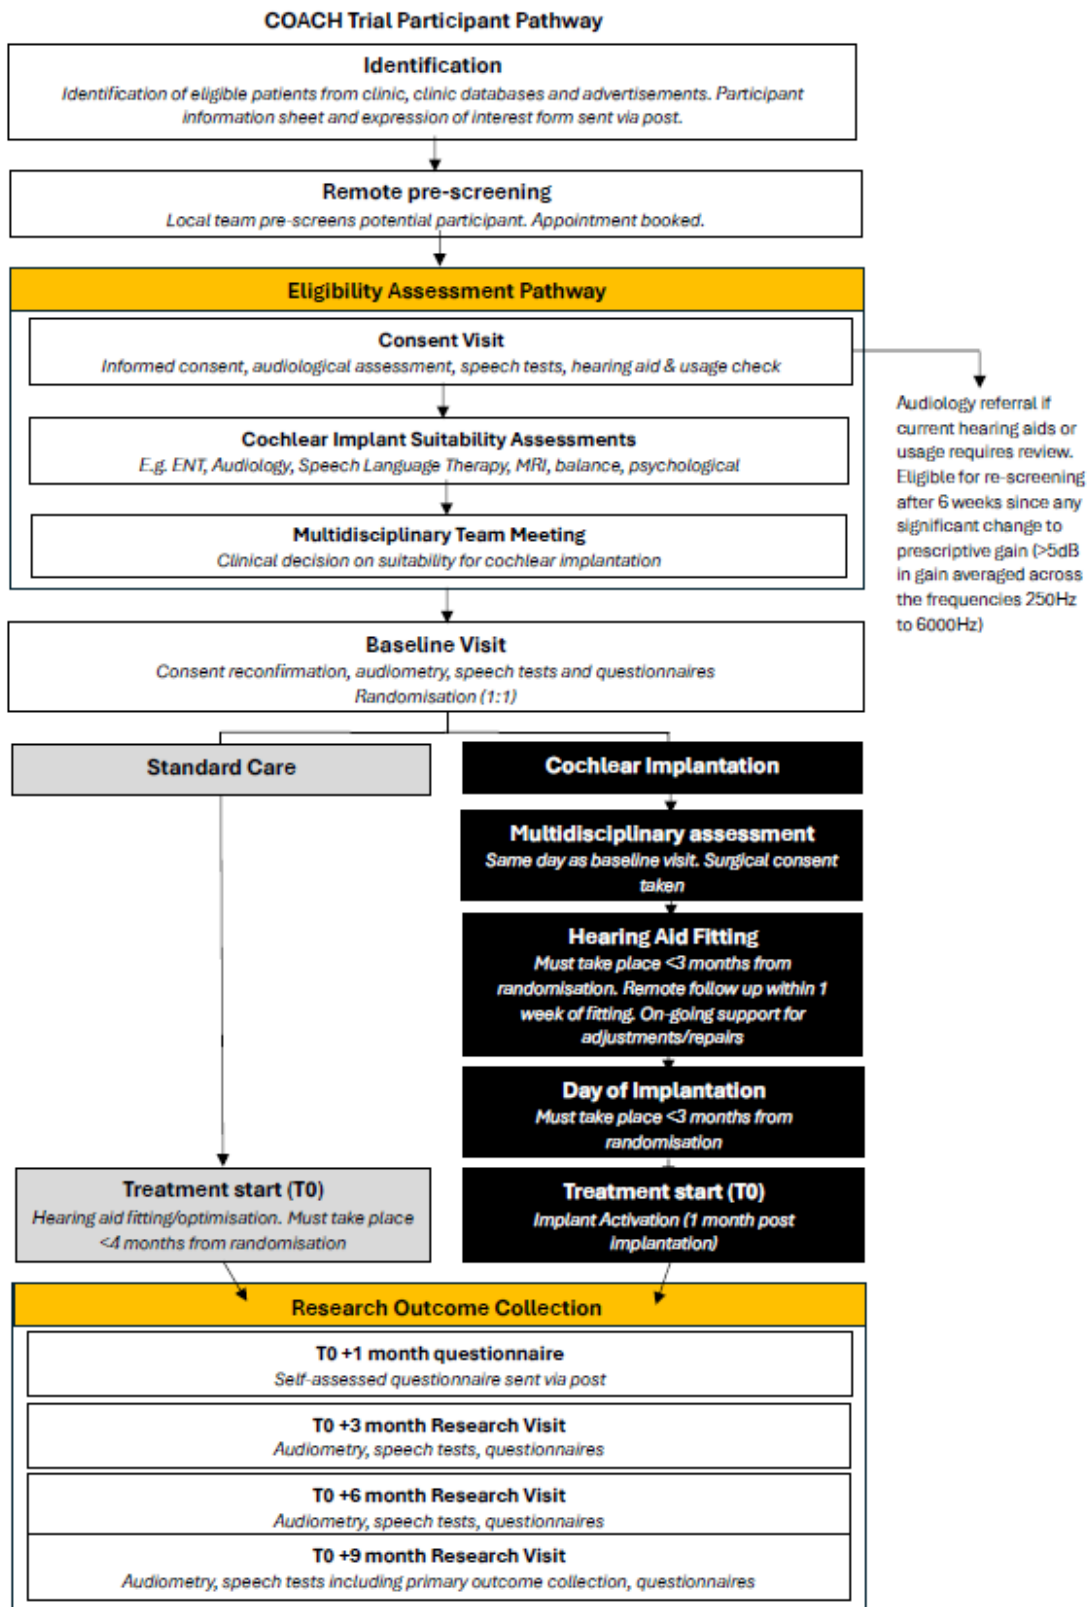 COACH Trial Participant Pathway
Identification
Identification of eligible patients from clinic, clinic databases and advertisements. Participant
information sheet and expression of interest form sent via post.
Remote pre-screening
Local team pre-screens potential participant. Appointment booked.
Eligibility Assessment Pathway
Consent Visit
Informed consent, audiological assessment, speech tests, hearing aid & usage check
Cochlear Implant Suitability Assessments
E.g. ENT, Audiology, Speech Language Therapy, MRI, balance, psychological
Multidisciplinary Team Meeting
Clinical decision on suitability for cochlear implantation
Audiology referral if
current hearing aids or
usage requires review.
Eligible for re-screening
after 6 weeks since any
significant change to
prescriptive gain (>5dB
in gain averaged across
the frequencies 250Hz
to 6000Hz)
Baseline Visit
Consent reconfirmation, audiometry, speech tests and questionnaires
Randomisation (1:1)
Standard Care
Cochlear Implantation
Multidisciplinary assessment
Same day as baseline visit. Surgical consent
taken
Hearing Aid Fitting
Must take place <3 months from
randomisation. Remote follow up within 1
week of fitting. On-going support for
adjustments/repairs
Day of Implantation
Must take place <3 months from
randomisation
Treatment start (T0)
Hearing aid fitting/optimisation. Must take place
<4 months from randomisation
Treatment start (T0)
Implant Activation (1 month post
implantation)
Research Outcome Collection
T0 +1 month questionnaire
Self-assessed questionnaire sent via post
T0 +3 month Research Visit
Audiometry, speech tests, questionnaires
T0 +6 month Research Visit
Audiometry, speech tests, questionnaires
T0 +9 month Research Visit
Audiometry, speech tests including primary outcome collection, questionnaires